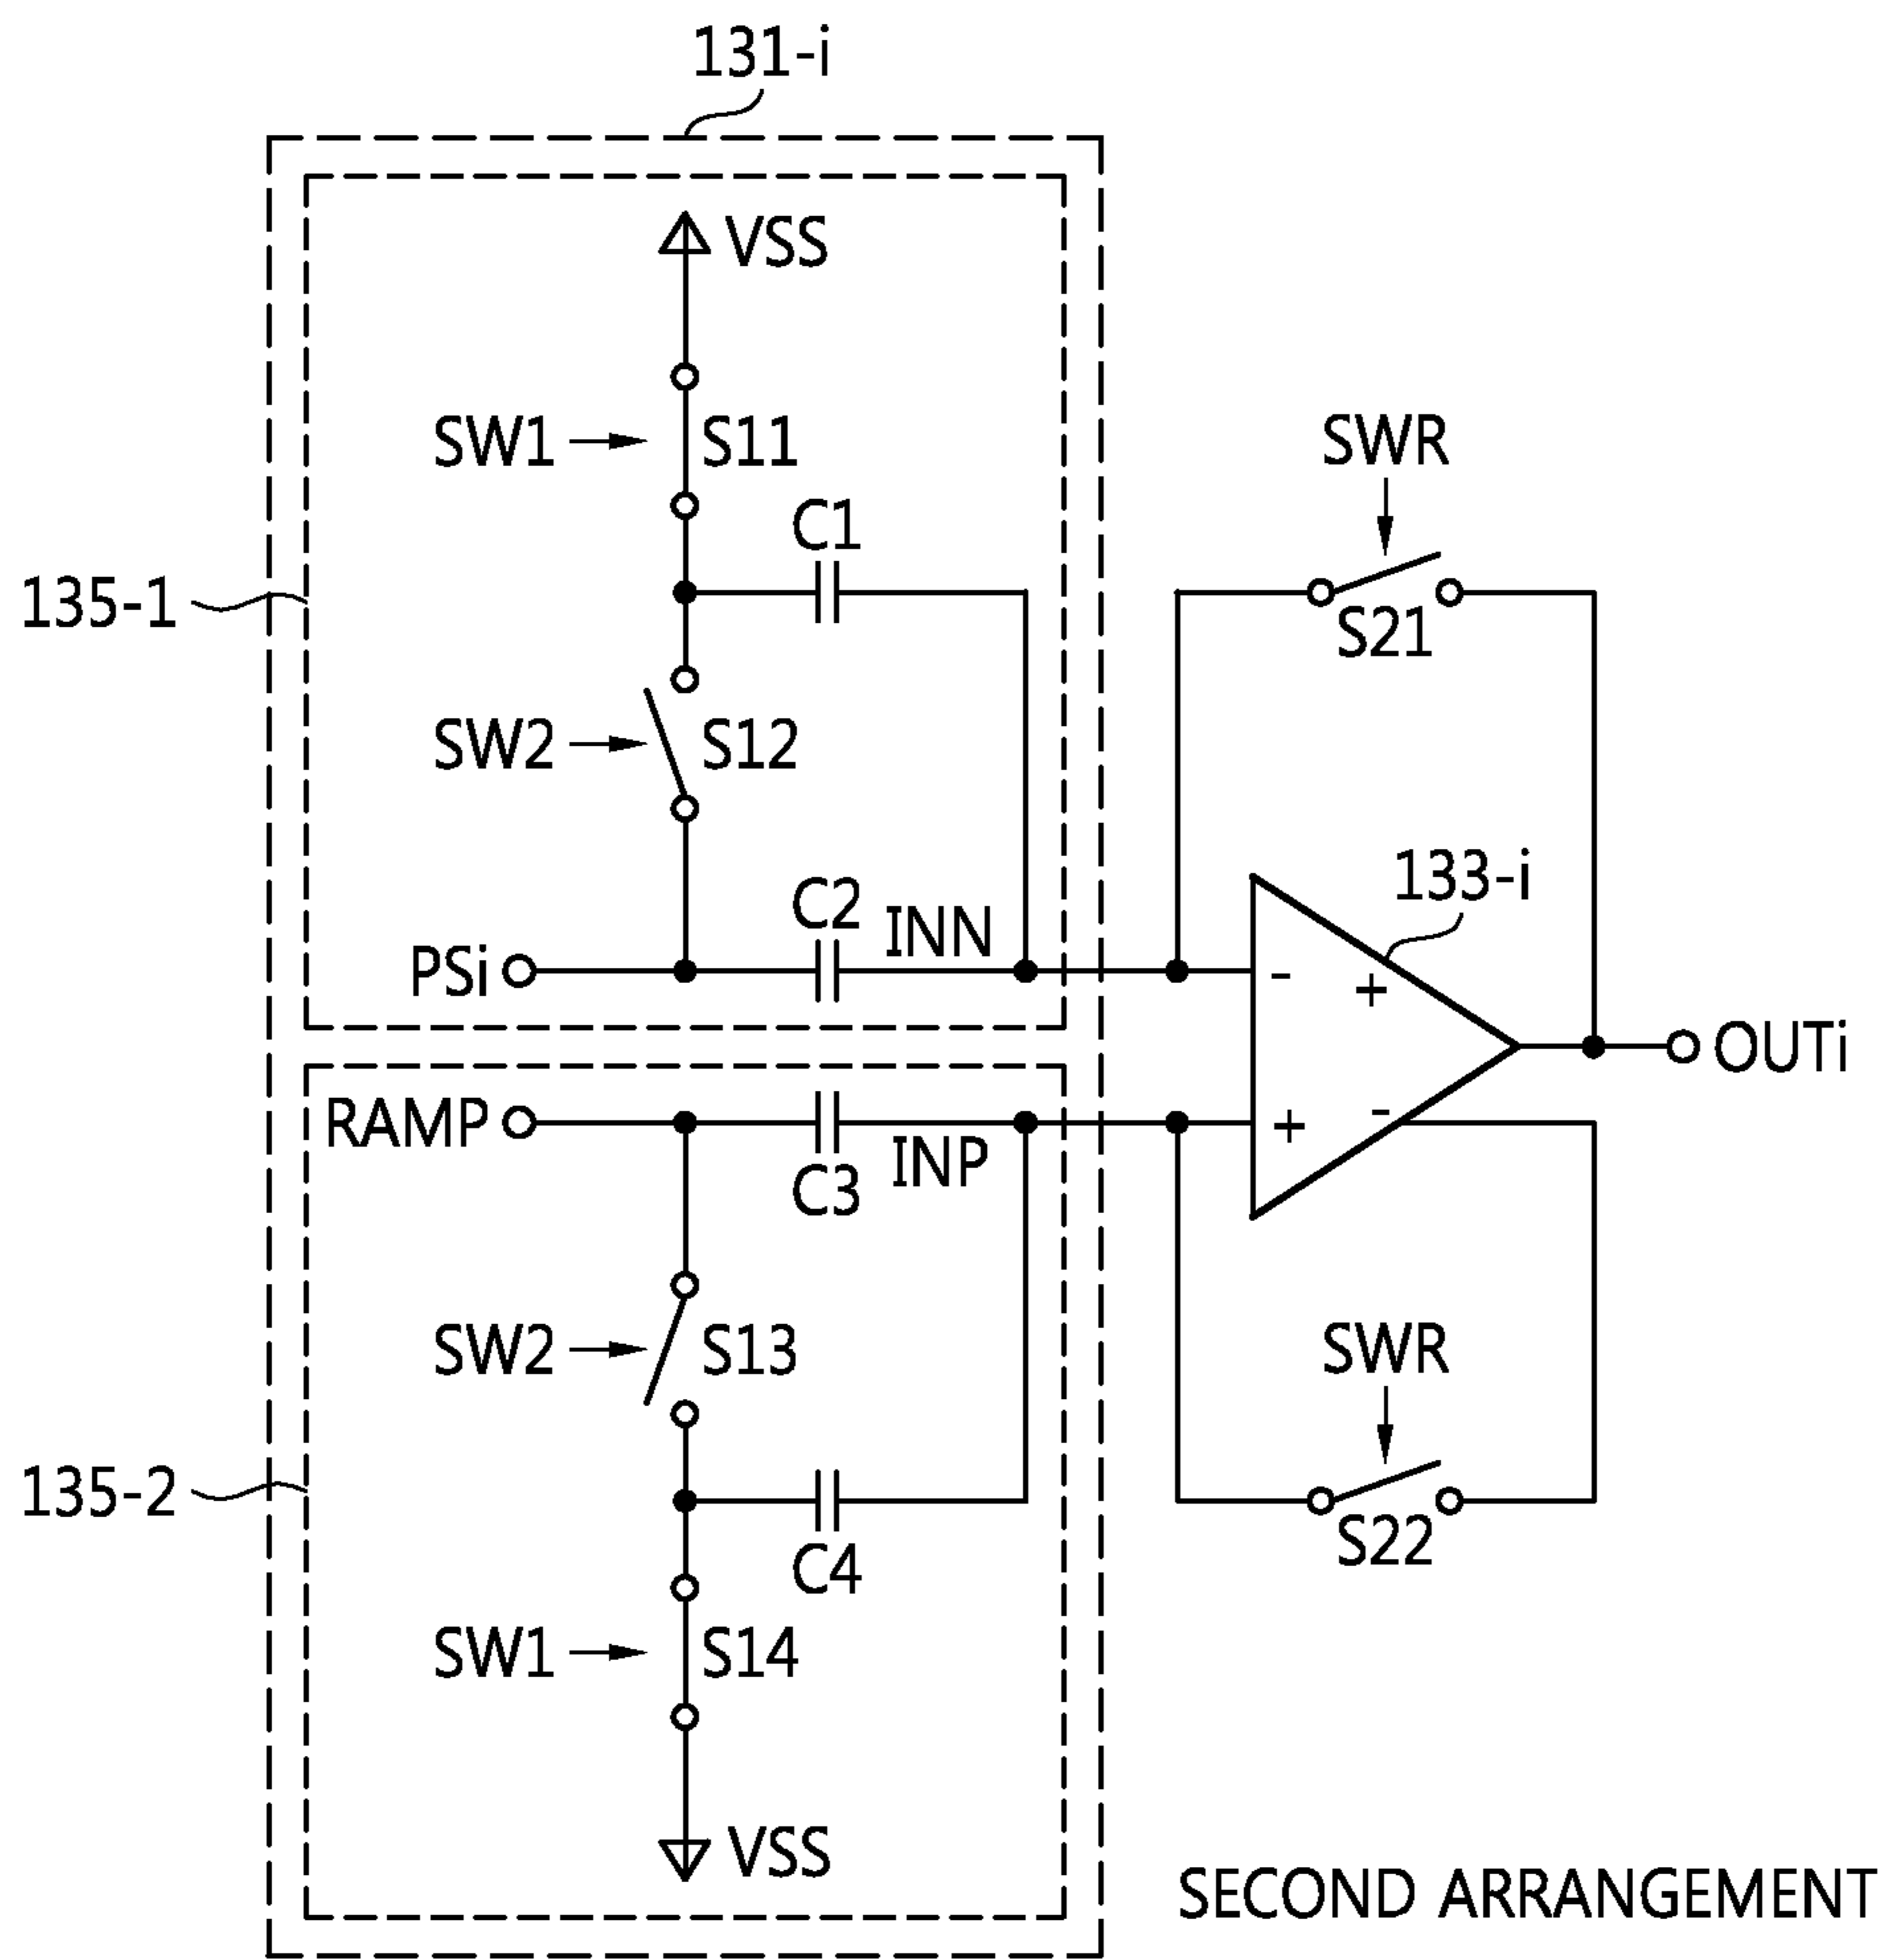 131-i
VSS
SW1
S11
SWR
C1
135-1
S21
SW2
S12
C2
INN
133-i
PSi
-
+
OUTi
RAMP
+
-
C3
INP
SW2
S13
SWR
135-2
S22
C4
SW1
S14
VSS
SECOND ARRANGEMENT